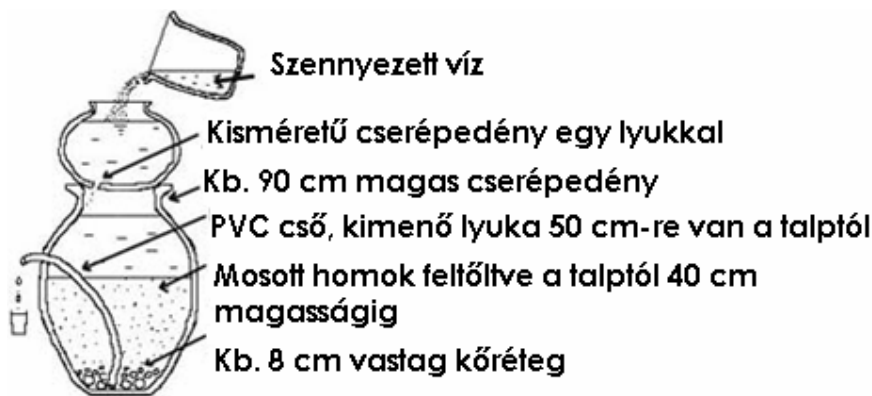 Szennyezett víz
Kisméretű cserépedény egy lyukkal
Kb. 90 cm magas cserépedény
PVC cső, kimenő lyuka 50 cm-re van a talptól
Mosott homok feltőltve a talptól 40 cm
magasságig
Kb. 8 cm vastag kőréteg